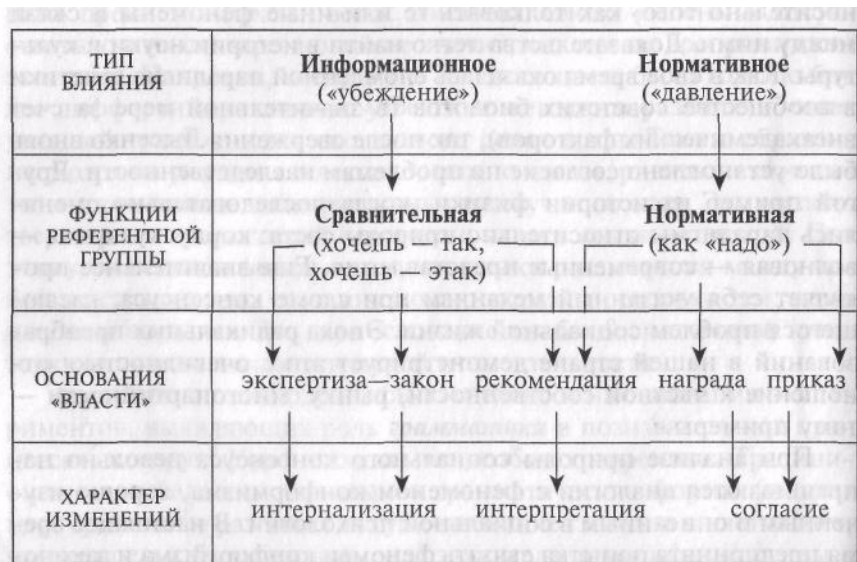 ТИП
ВЛИЯНИЯ
Информационное
(«убеждение»)
Нормативное
(«давление»)
ФУНКЦИИ
РЕФЕРЕНТНОЙ
ГРУППЫ
Сравнительная
(хочешь — так,
хочешь — этак)
Нормативная
(как «надо»)
ОСНОВАНИЯ
«ВЛАСТИ»
экспертиза—закон рекомендация награда приказ
ХАРАКТЕР
ИЗМЕНЕНИЙ
интернализация интерпретация согласие